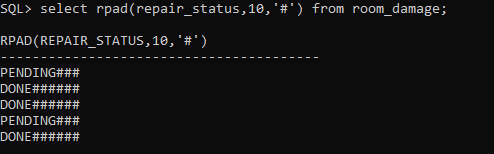 SQL> select rpad(repair_status,10,'#') from room_damage;
RPAD(REPAIR_STATUS,10,'#')
----------------------------------------
PENDING###
DONE######
DONE######
PENDING###
DONE######